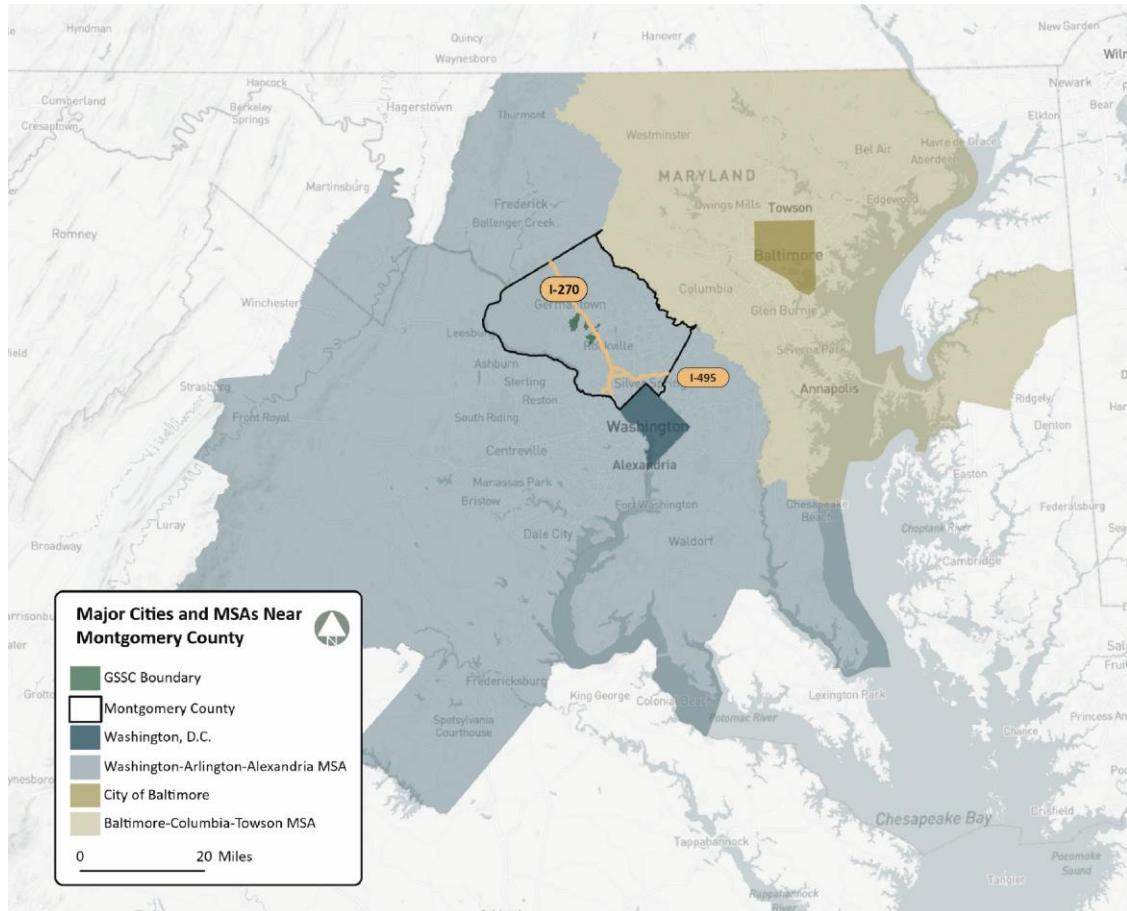 Hyndman
Quincy
Hanover
New Garden
Waynesboro
Hancock
Cumberland
Hagerstown
Newark
Berkeley
Springs
Cresaptown
Thurmont
Bear
Elkton
Westminster
Bel Air
Havre de Grace
Aberdeen
MARYLAND
Martinsburg
Frederick
Owings Mills
Towson
Edgewood
Ballenger Creek
Romney
Baltimore
I-270
Columbia
Winchester
Germantown
Glen Burnie
Leesburg
Rockville
Severna Park
Ashburn
I-495
Strasburg
Sterling
Silver Spring
Annapolis
Reston
Front Royal
South Riding
Ridgely
Washington
Denton
Centreville
Alexandria
Easton
Manassas Park
Luray
Bristow
Fort Washington
Chesapeake
Beach
Federalsburg
Choptank River
Broadway
Dale City
Waldorf
Cambridge
Major Cities and MSAs Near
Montgomery County
N
GSSC Boundary
Montgomery County
Washington, D.C.
Washington-Arlington-Alexandria MSA
City of Baltimore
Baltimore-Columbia-Towson MSA
0 20 Miles
Fredericksburg
King George
Colonial Beach
Lexington Park
Potomac River
Spotsylvania
Courthouse
Princess An
Chance
Crisfield
Chesapeake Bay
Tappahannock
Pocomoke
Sound
Tangier
Rappahannock
River